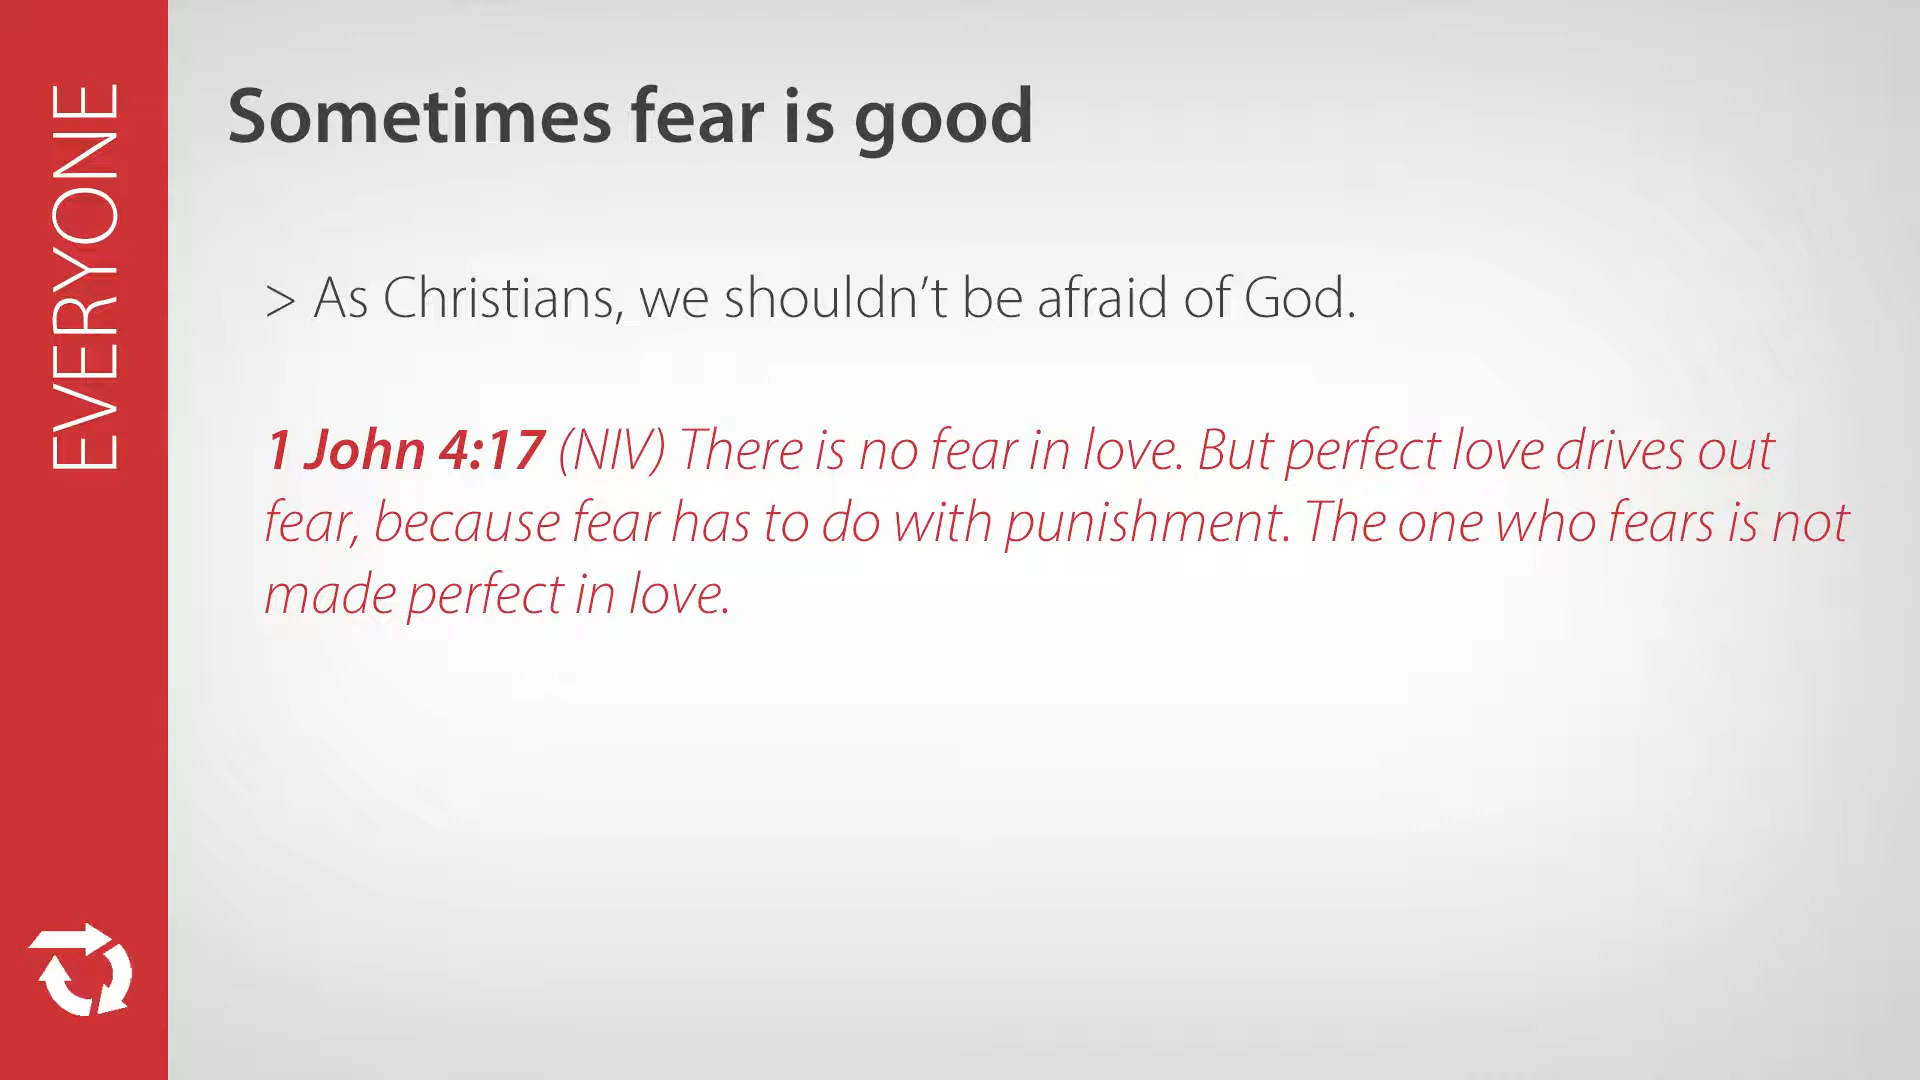 EVERYONE
Sometimes fear is good
> As Christians, we shouldn’t be afraid of God.
1 John 4:17 (NIV) There is no fear in love. But perfect love drives out
fear, because fear has to do with punishment. The one who fears is not
made perfect in love.